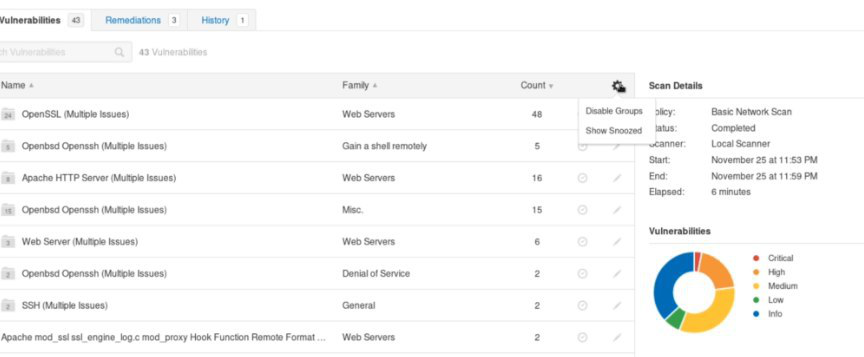 Vulnerabilities 43 Remediations 3 History 1
ch Vulnerabilities 43 Vulnerabilities
Name Family Count Scan Details
24 OpenSSL (Multiple Issues) Web Servers 48 Disable Groups olicy: Basic Network Scan
Show Snoozed tatus: Completed
5 Openbsd Openssh (Multiple Issues) Gain a shell remotely 5 canner: Local Scanner
Start: November 25 at 11:53 PM
8 Apache HTTP Server (Multiple Issues) Web Servers 16 End: November 25 at 11:59 PM
Elapsed: 6 minutes
15 Openbsd Openssh (Multiple Issues) Misc. 15
3 Web Server (Multiple Issues) Web Servers 6 Vulnerabilities
2 Openbsd Openssh (Multiple Issues) Denial of Service 2
2 SSH (Multiple Issues) General 2
Apache mod_ssl ssl_engine_log.c mod_proxy Hook Function Remote Format ... Web Servers 2
Critical
High
Medium
Low
Info